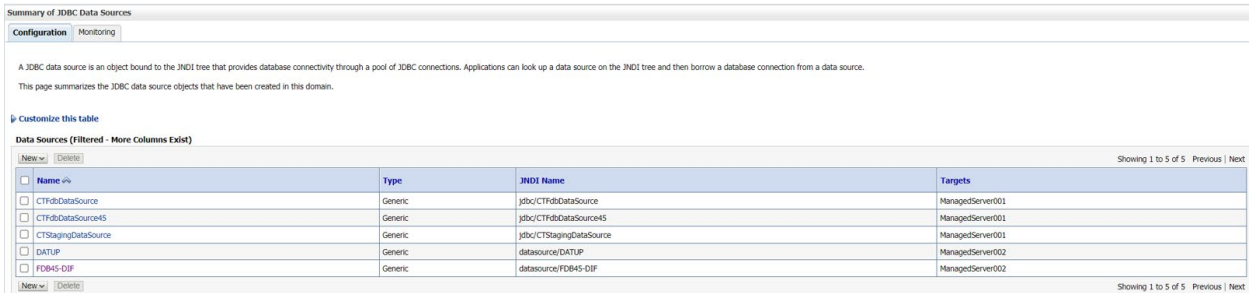 Summary of JDBC Data Sources
Configuration Monitoring
A JDBC data source is an object bound to the JNDI tree that provides database connectivity through a pool of JDBC connections. Applications can look up a data source on the JNDI tree and then borrow a database connection from a data source.
This page summarizes the JDBC data source objects that have been created in this domain.
Customize this table
Data Sources (Filtered - More Columns Exist)
New Delete Showing 1 to 5 of 5 Previous | Next
Name Type JNDI Name Targets
CTFdbDataSource Generic jdbc/CTFdbDataSource ManagedServer001
CTFdbDataSource45 Generic jdbc/CTFdbDataSource45 ManagedServer001
CTStagingDataSource Generic jdbc/CTStagingDataSource ManagedServer001
DATUP Generic datasource/DATUP ManagedServer002
FDB45-DIF Generic datasource/FDB45-DIF ManagedServer002
New Delete Showing 1 to 5 of 5 Previous | Next